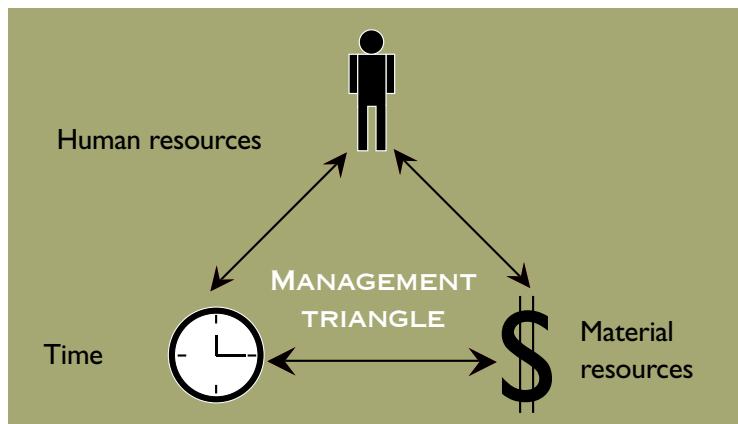 Human resources
MANAGEMENT
TRIANGLE
Time
Material
resources